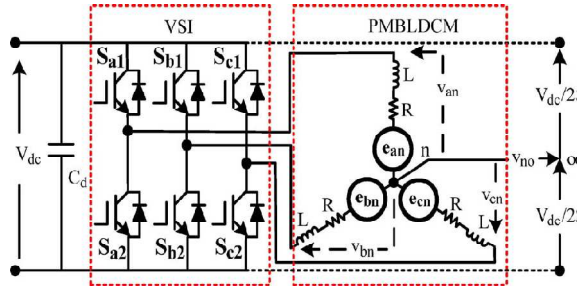 VSI
PMBLDCM
Sa1
Sb1
Sc1
L
R
van
Vdc/2
Vdc
Cd
ean
n
vno
ebn
ecn
vcn
R
L
R
L
vbn
Vdc/2
Sa2
Sb2
Sc2